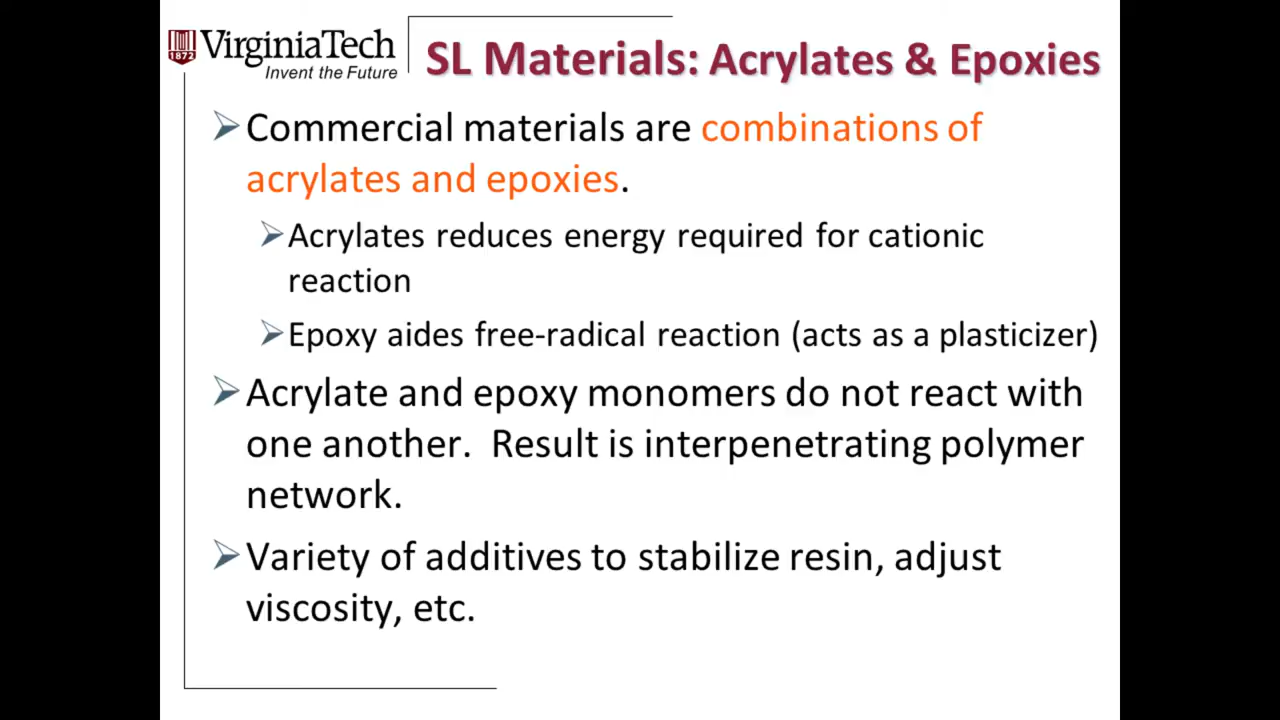 VirginiaTech
1872
Invent the Future
SL Materials: Acrylates & Epoxies
Commercial materials are combinations of
acrylates and epoxies.
Acrylates reduces energy required for cationic
reaction
Epoxy aides free-radical reaction (acts as a plasticizer)
Acrylate and epoxy monomers do not react with
one another. Result is interpenetrating polymer
network.
Variety of additives to stabilize resin, adjust
viscosity, etc.